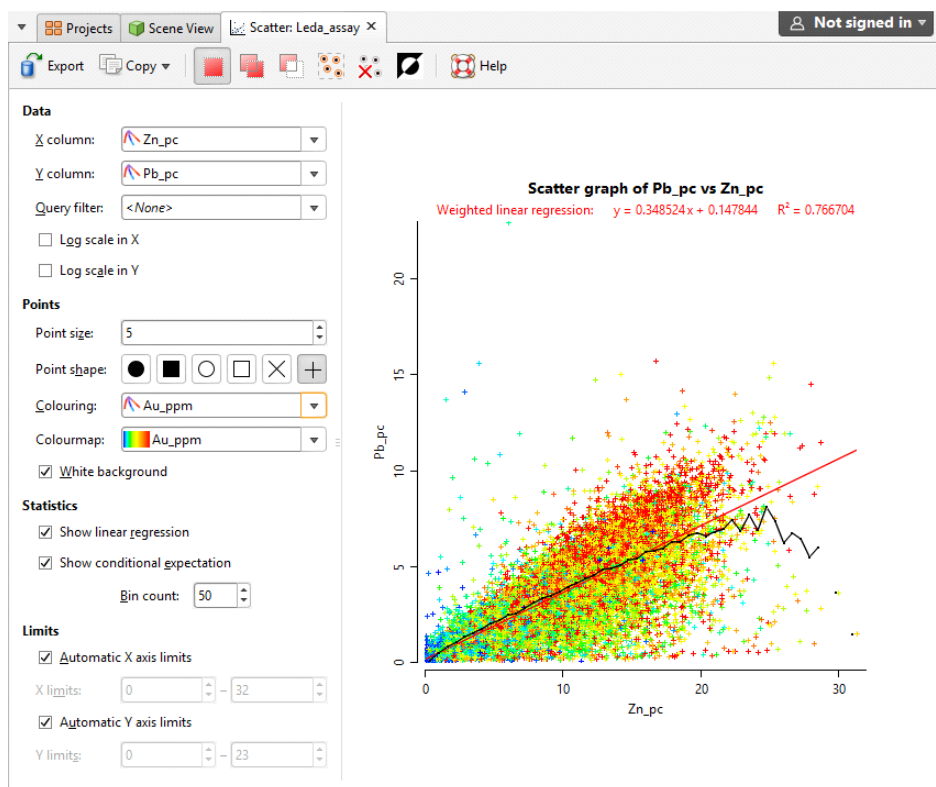 Projects Scene View Scatter: Leda_assay Not signed in
Export Copy Help
Data
X column: Zn_pc
Y column: Pb_pc
Query filter: <None>
Log scale in X
Log scale in Y
Points
Point size: 5
Point shape:
Colouring: Au_ppm
Colourmap: Au_ppm
White background
Statistics
Show linear regression
Show conditional expectation
Bin count: 50
Limits
Automatic X axis limits
X limits: 0 – 32
Automatic Y axis limits
Y limits: 0 – 23
Scatter graph of Pb_pc vs Zn_pc
Weighted linear regression: y = 0.348524x + 0.147844 R² = 0.766704
Pb_pc
20
15
10
5
0
0 10 20 30
Zn_pc